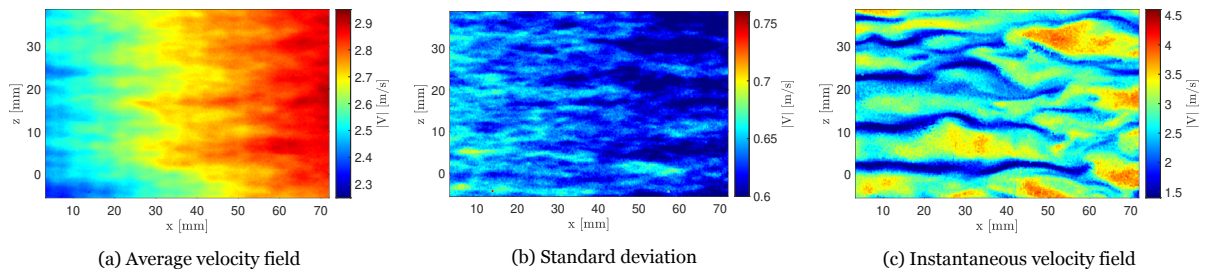 2.9
2.8
2.7
2.6
2.5
2.4
2.3
|V| [m/s]
30
20
10
0
z [mm]
10 20 30 40 50 60 70
x [mm]
(a) Average velocity field
0.75
0.7
0.65
0.6
|V| [m/s]
30
20
10
0
z [mm]
10 20 30 40 50 60 70
x [mm]
(b) Standard deviation
4.5
4
3.5
3
2.5
2
1.5
|V| [m/s]
30
20
10
0
z [mm]
10 20 30 40 50 60 70
x [mm]
(c) Instantaneous velocity field